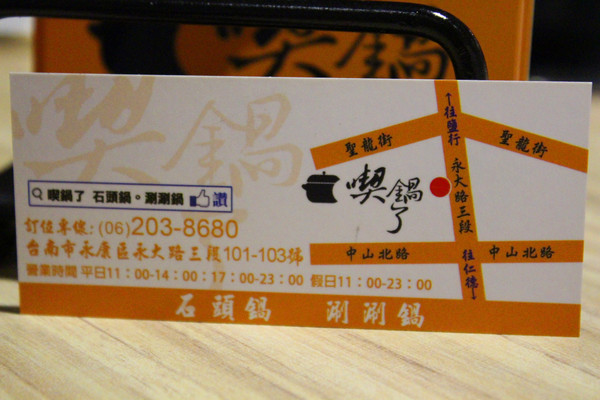 喫鍋
喫鍋
喫鍋了 石頭鍋。涮涮鍋 讚
訂位專線:(06)203-8680
台南市永康區永大路三段101-103號
營業時間 平日11：00-14：00：17：00-23：00 假日11：00-23：00
石頭鍋 涮涮鍋
↑往鹽行
永大路三段
往仁德↓
聖龍街
聖龍街
喫鍋了
中山北路
中山北路